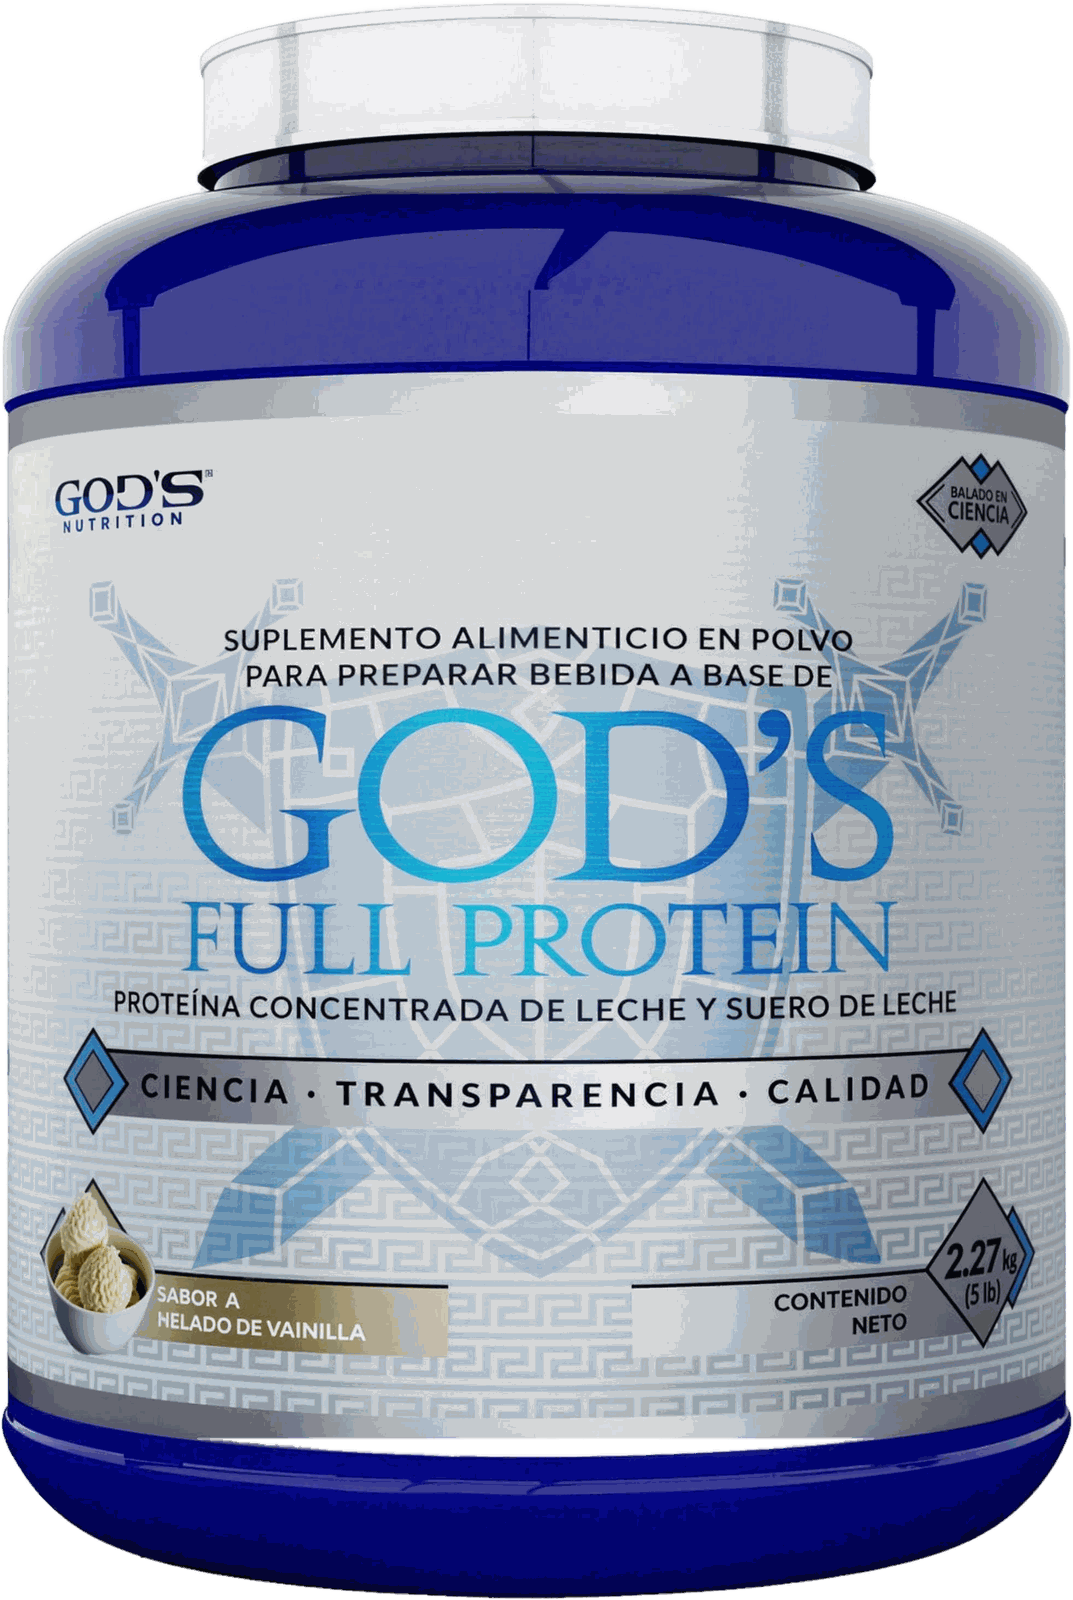 GOD'S
NUTRITION
BALADO EN
CIENCIA
SUPLEMENTO ALIMENTICIO EN POLVO
PARA PREPARAR BEBIDA A BASE DE
GOD'S
FULL PROTEIN
PROTEÍNA CONCENTRADA DE LECHE Y SUERO DE LECHE
CIENCIA · TRANSPARENCIA · CALIDAD
SABOR A
HELADO DE VAINILLA
CONTENIDO
NETO
2.27 kg
(5 lb)